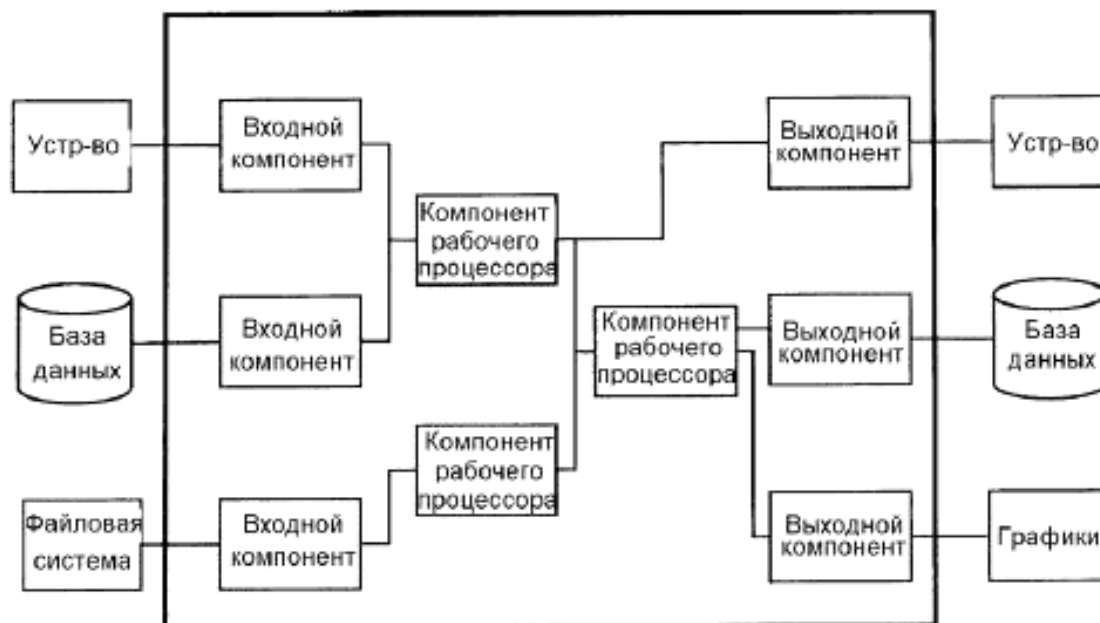 Устр-во
Входной
компонент
База
данных
Входной
компонент
Файловая
система
Входной
компонент
Компонент
рабочего
процессора
Компонент
рабочего
процессора
Компонент
рабочего
процессора
Выходной
компонент
Устр-во
Выходной
компонент
База
данных
Выходной
компонент
Графики